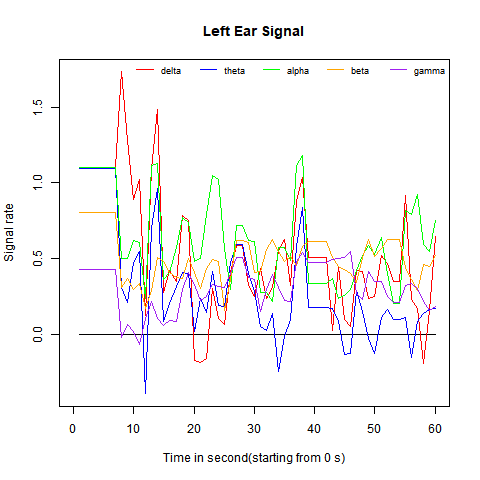 Left Ear Signal
delta theta alpha beta gamma
Signal rate
1.5
1.0
0.5
0.0
0 10 20 30 40 50 60
Time in second(starting from 0 s)